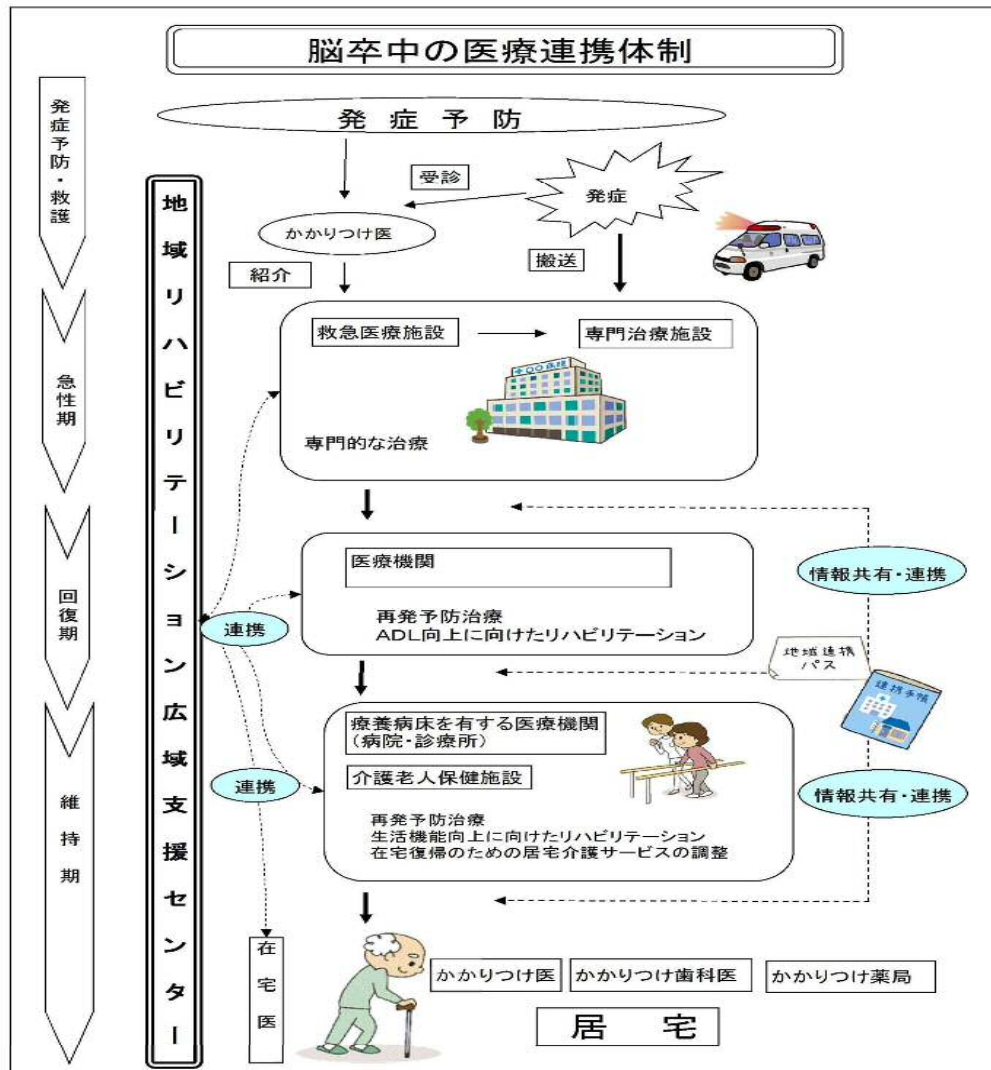 脳卒中の医療連携体制
発症予防・救護
急性期
回復期
維持期
地域リハビリテーション広域支援センター
発症予防
受診
発症
かかりつけ医
紹介
搬送
救急医療施設
専門治療施設
○○病院
専門的な治療
医療機関
再発予防治療
ADL向上に向けたリハビリテーション
連携
情報共有・連携
地域連携
パス
連携手帳
療養病床を有する医療機関
(病院・診療所)
介護老人保健施設
再発予防治療
生活機能向上に向けたリハビリテーション
在宅復帰のための居宅介護サービスの調整
連携
情報共有・連携
在宅医
かかりつけ医
かかりつけ歯科医
かかりつけ薬局
居宅